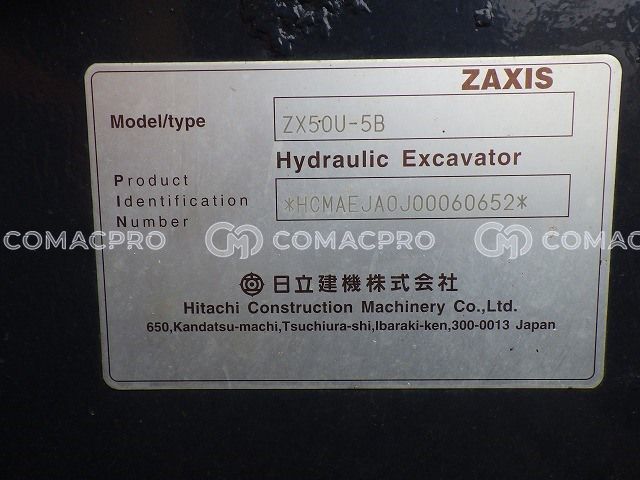 ZAXIS
Model/type ZX50U-5B
Hydraulic Excavator
Product
Identification *HCMAEJA0J00060652*
Number
COMACPRO COMACPRO COMACPRO
日立建機株式会社
Hitachi Construction Machinery Co.,Ltd.
650,Kandatsu-machi,Tsuchiura-shi,Ibaraki-ken,300-0013 Japan